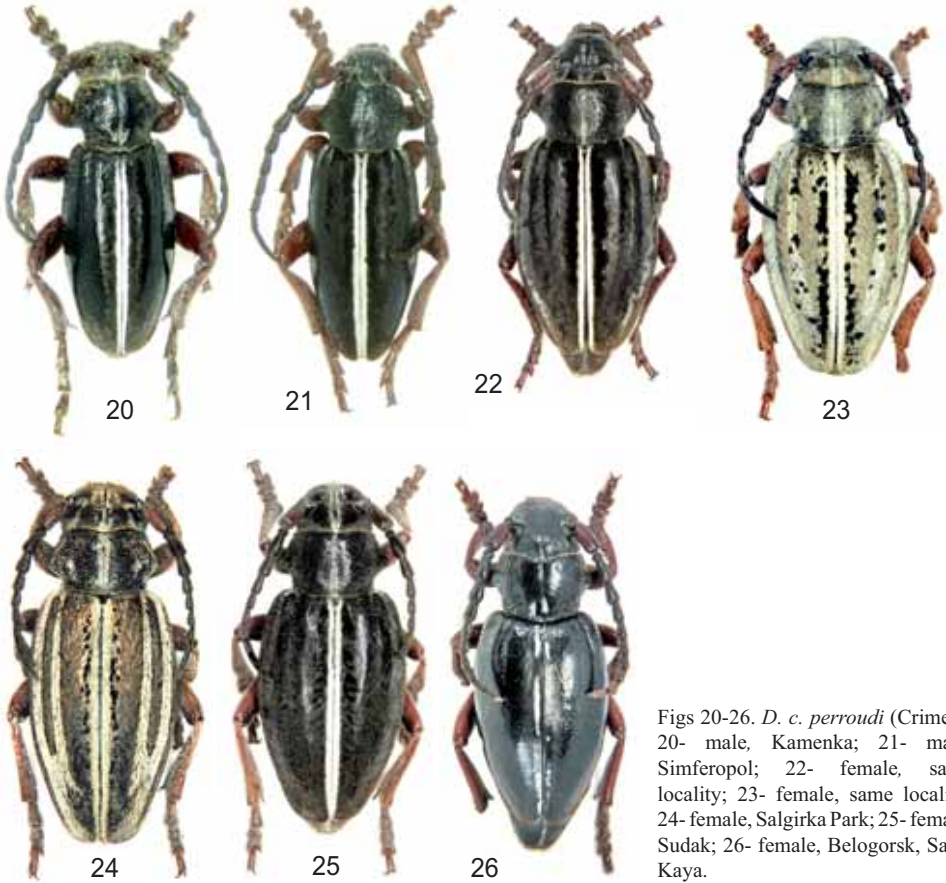 20
21
22
23
24
25
26
Figs 20-26. D. c. perroudi (Crime
20- male, Kamenka; 21- ma
Simferopol; 22- female, sa
locality; 23- female, same locali
24- female, Salgirka Park; 25- fema
Sudak; 26- female, Belogorsk, Sa
Kaya.